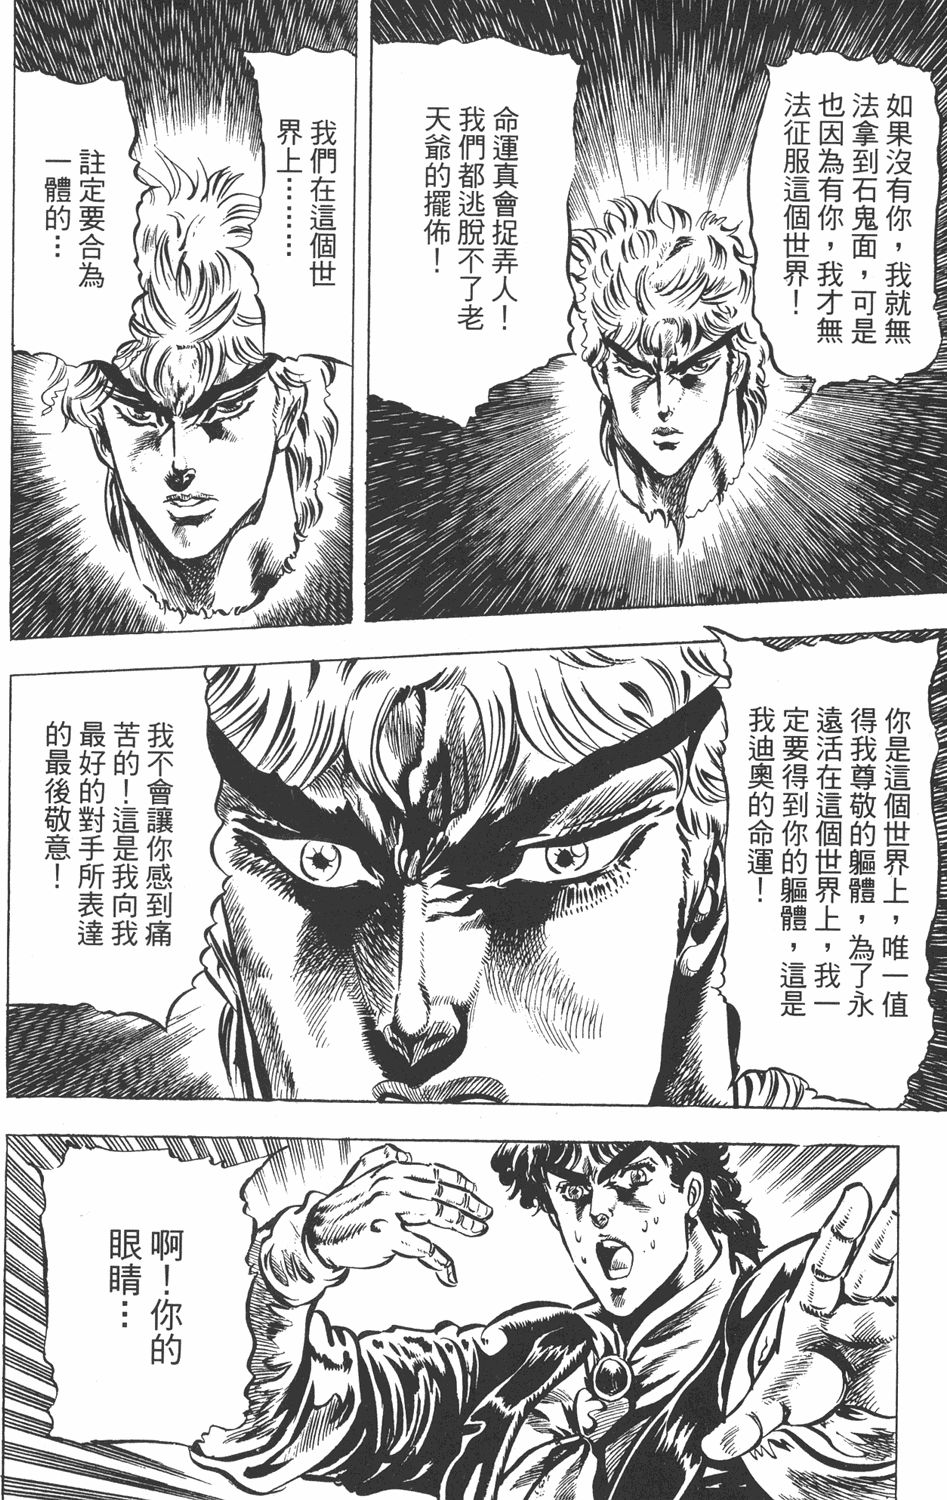 如果沒有你，我就無
法拿到石鬼面，可是
也因為有你，我才無
法征服這個世界！
命運真會捉弄人！
我們都逃脫不了老
天爺的擺佈！
我們在這個世
界上………
註定要合為
一體的…
你是這個世界上，唯一值
得我尊敬的軀體，為了永
遠活在這個世界上，我一
定要得到你的軀體，這是
我迪奧的命運！
我不會讓你感到痛
苦的！這是我向我
最好的對手所表達
的最後敬意！
啊！你的
眼睛…